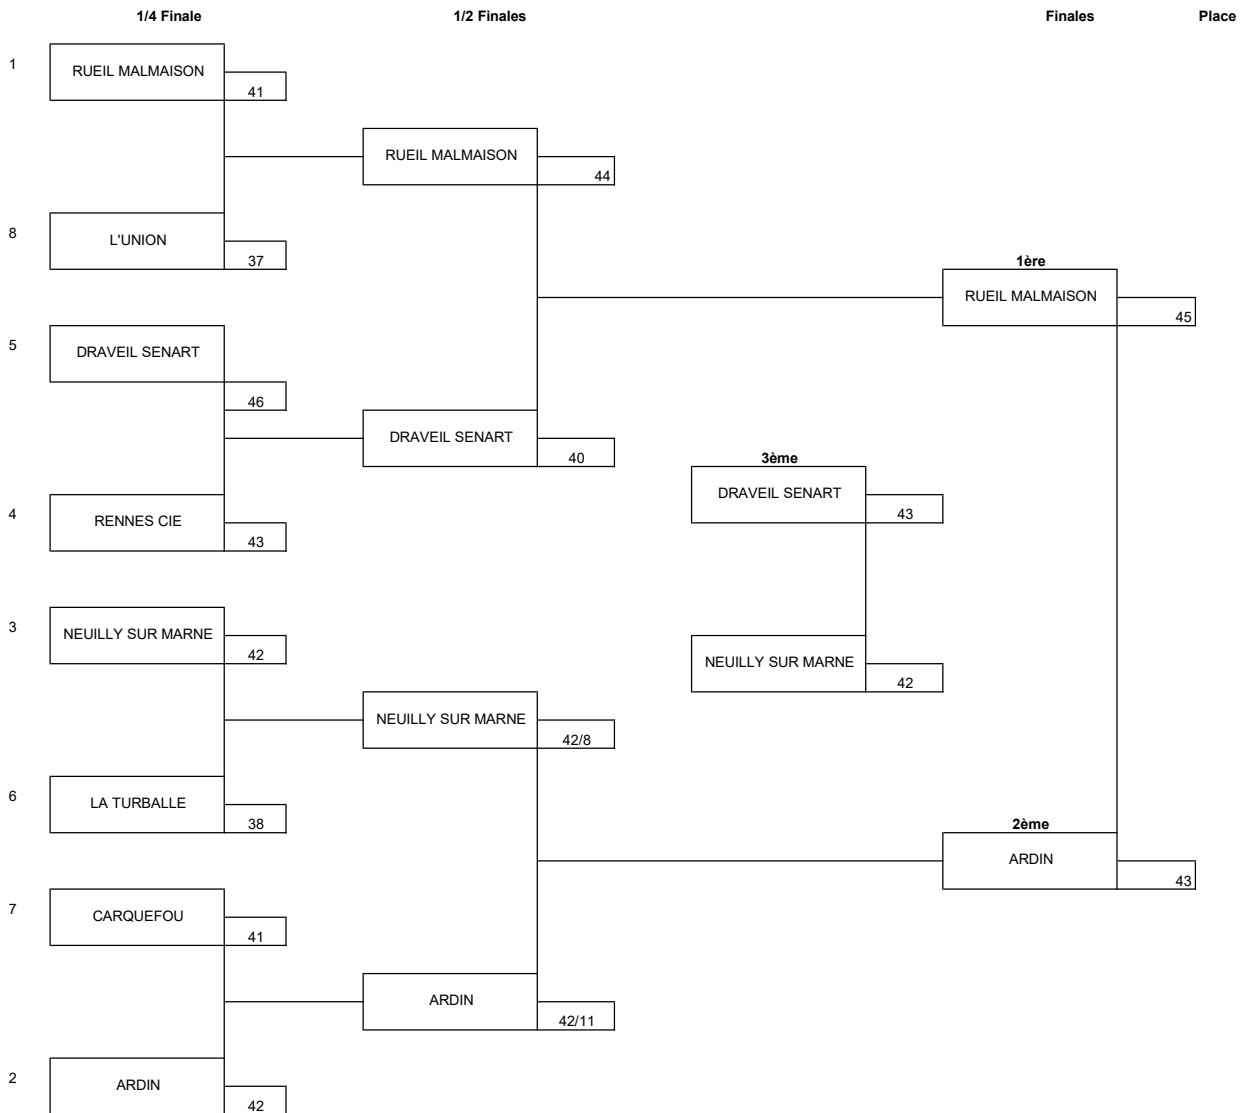 1/4 Finale 1/2 Finales Finales Place
1 RUEIL MALMAISON
41
RUEIL MALMAISON
44
8 L'UNION
37
1ère
RUEIL MALMAISON
45
5 DRAVEIL SENART
46
DRAVEIL SENART
40
3ème
DRAVEIL SENART
43
4 RENNES CIE
43
3 NEUILLY SUR MARNE
42
NEUILLY SUR MARNE
42
NEUILLY SUR MARNE
42/8
6 LA TURBALLE
38
2ème
ARDIN
43
7 CARQUEFOU
41
ARDIN
42/11
2 ARDIN
42